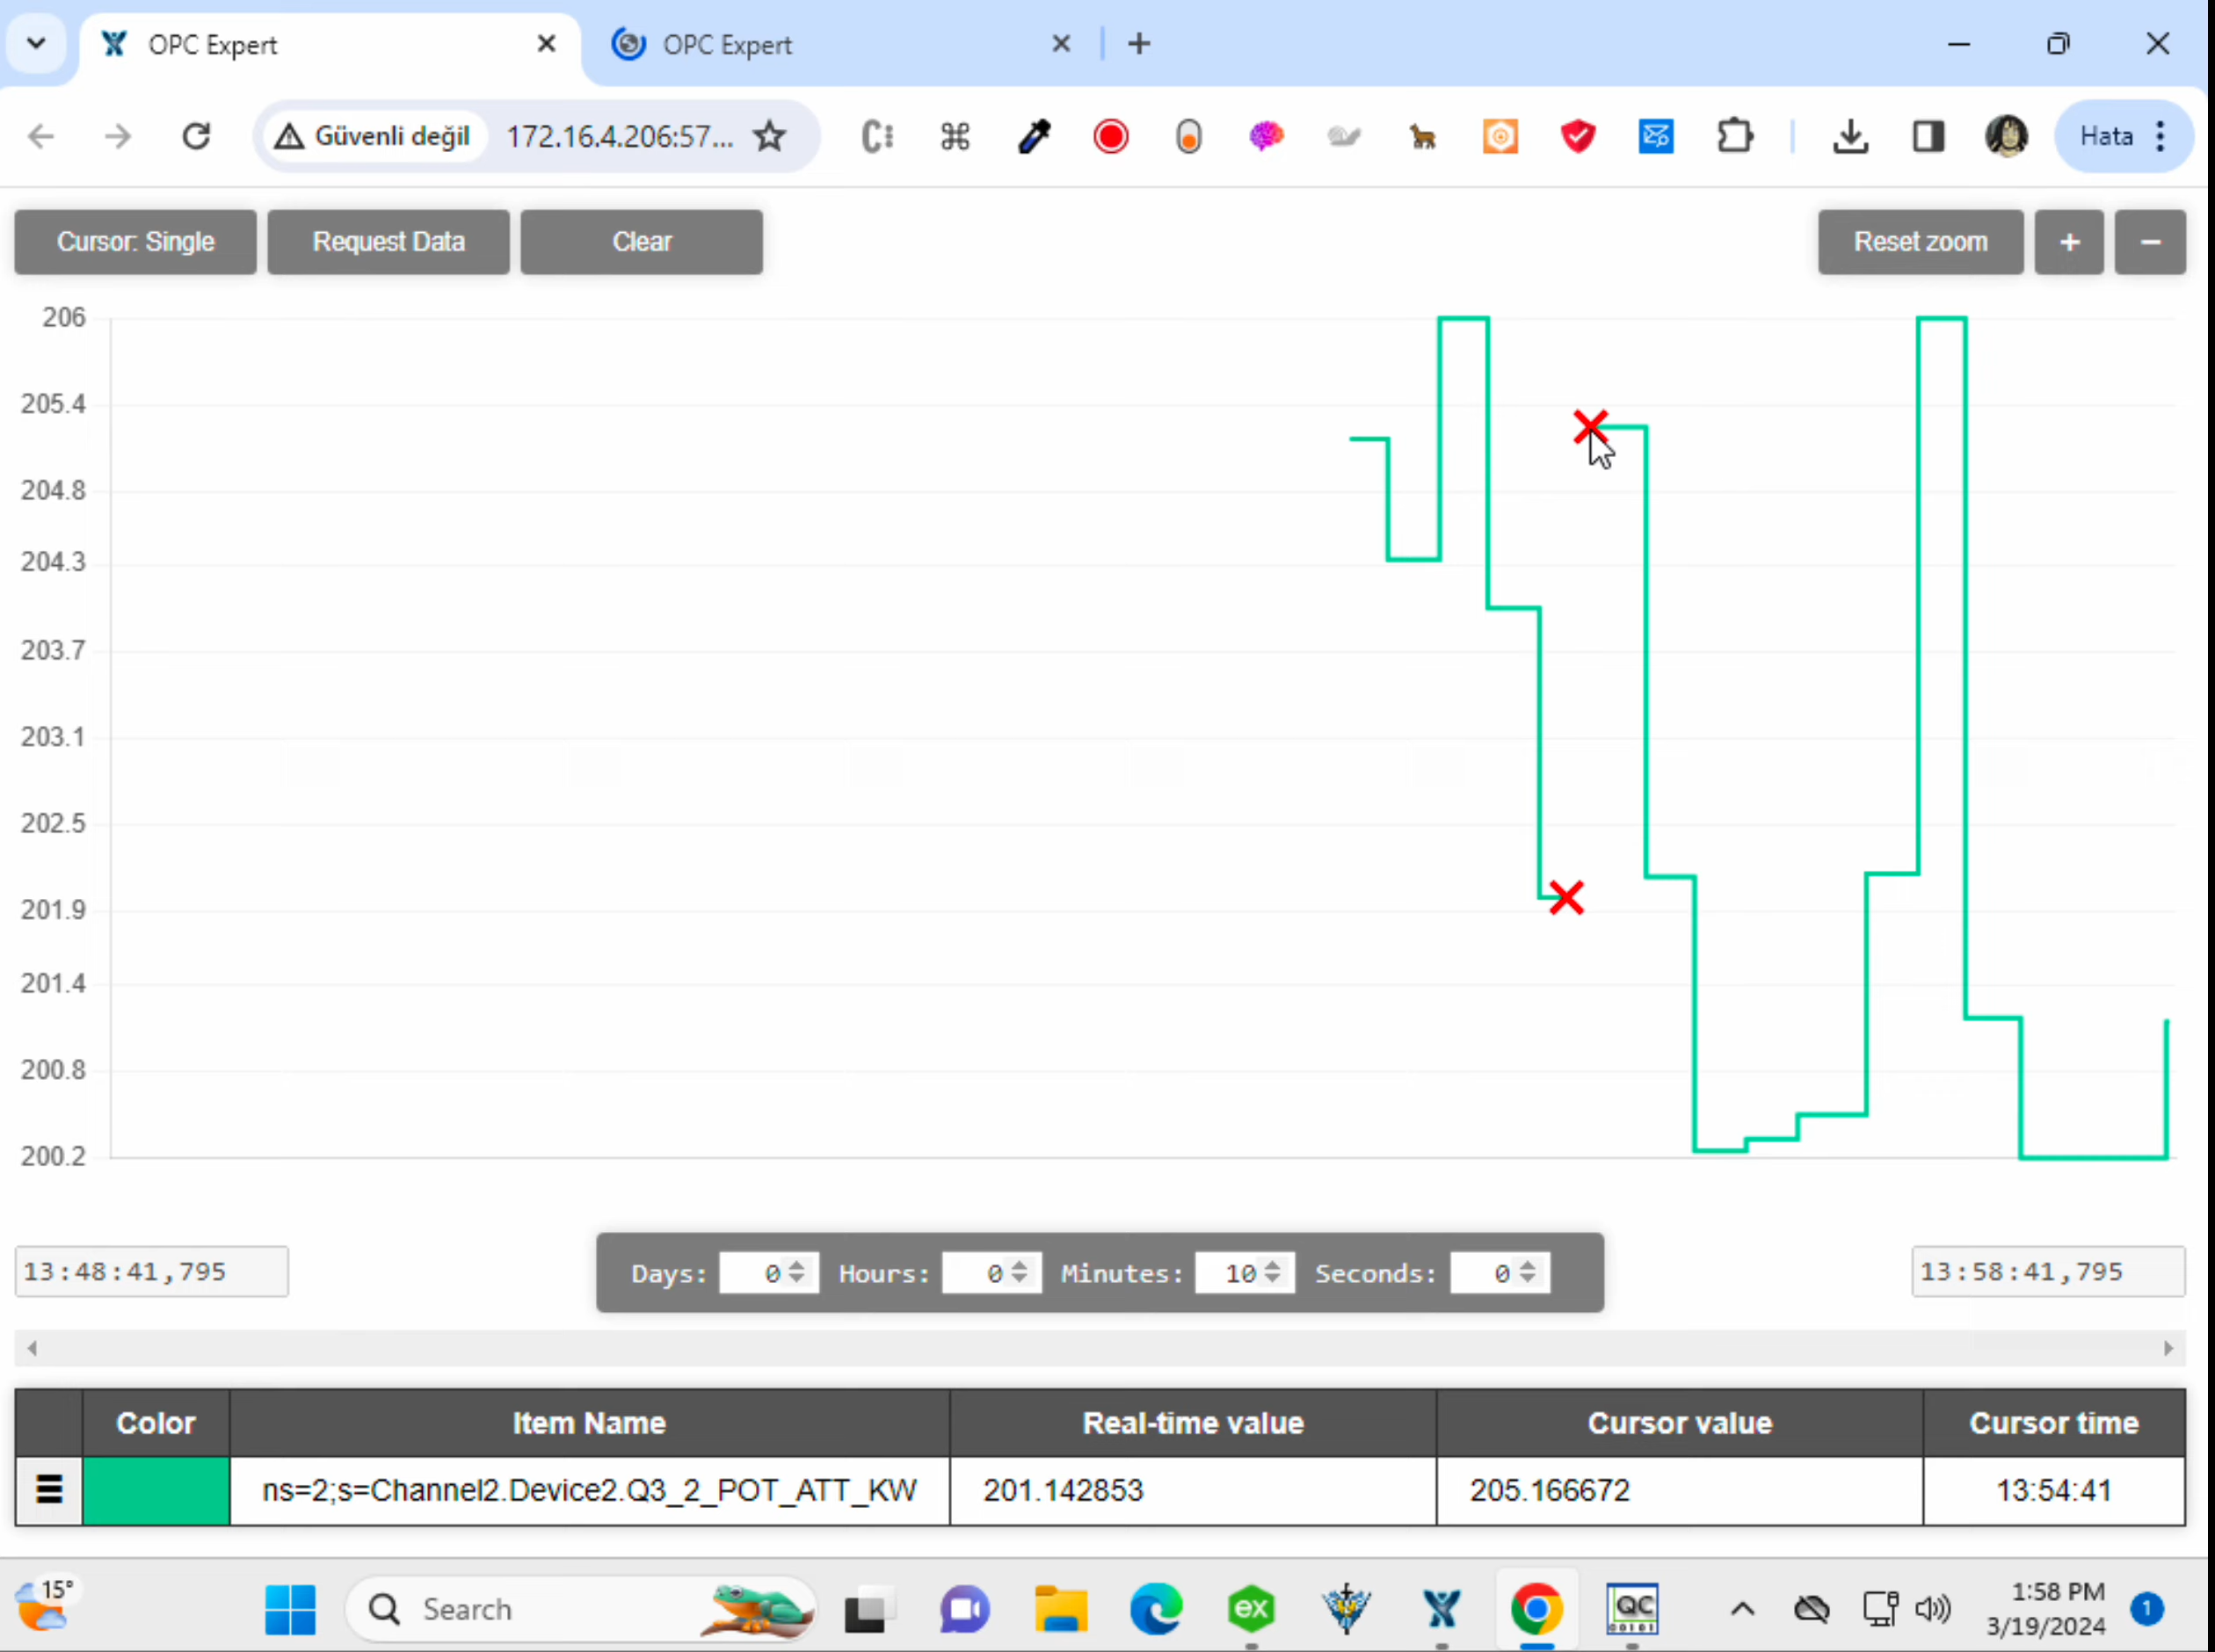 OPC Expert
OPC Expert
Güvenli değil 172.16.4.206:57...
Hata
Cursor: Single Request Data Clear Reset zoom + −
206
205.4
204.8
204.3
203.7
203.1
202.5
201.9
201.4
200.8
200.2
13:48:41,795 Days: 0 Hours: 0 Minutes: 10 Seconds: 0 13:58:41,795
Color Item Name Real-time value Cursor value Cursor time
ns=2;s=Channel2.Device2.Q3_2_POT_ATT_KW 201.142853 205.166672 13:54:41
15° Search ex QC 1:58 PM 1
00101 3/19/2024